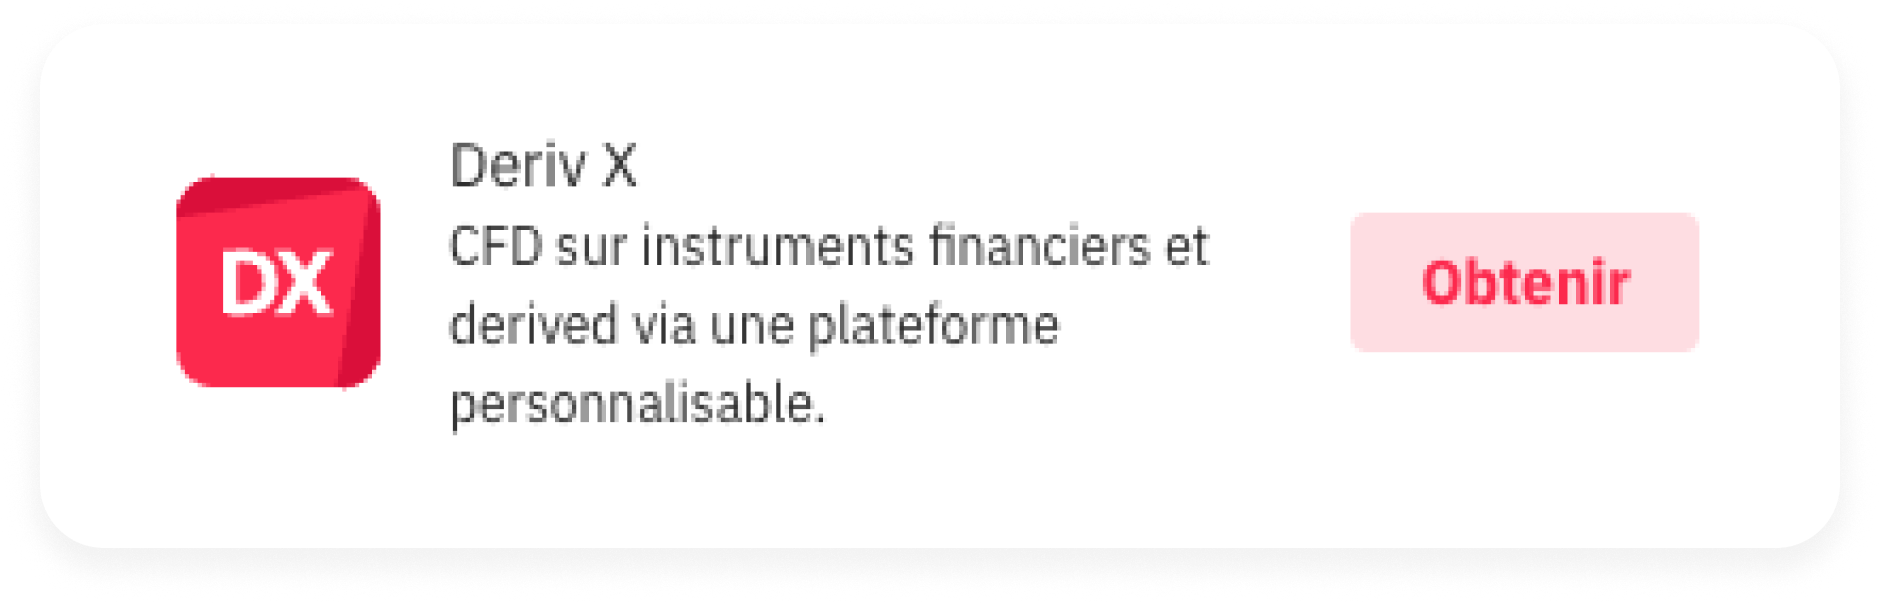 DX
Deriv X
CFD sur instruments financiers et
derived via une plateforme
personnalisable.
Obtenir